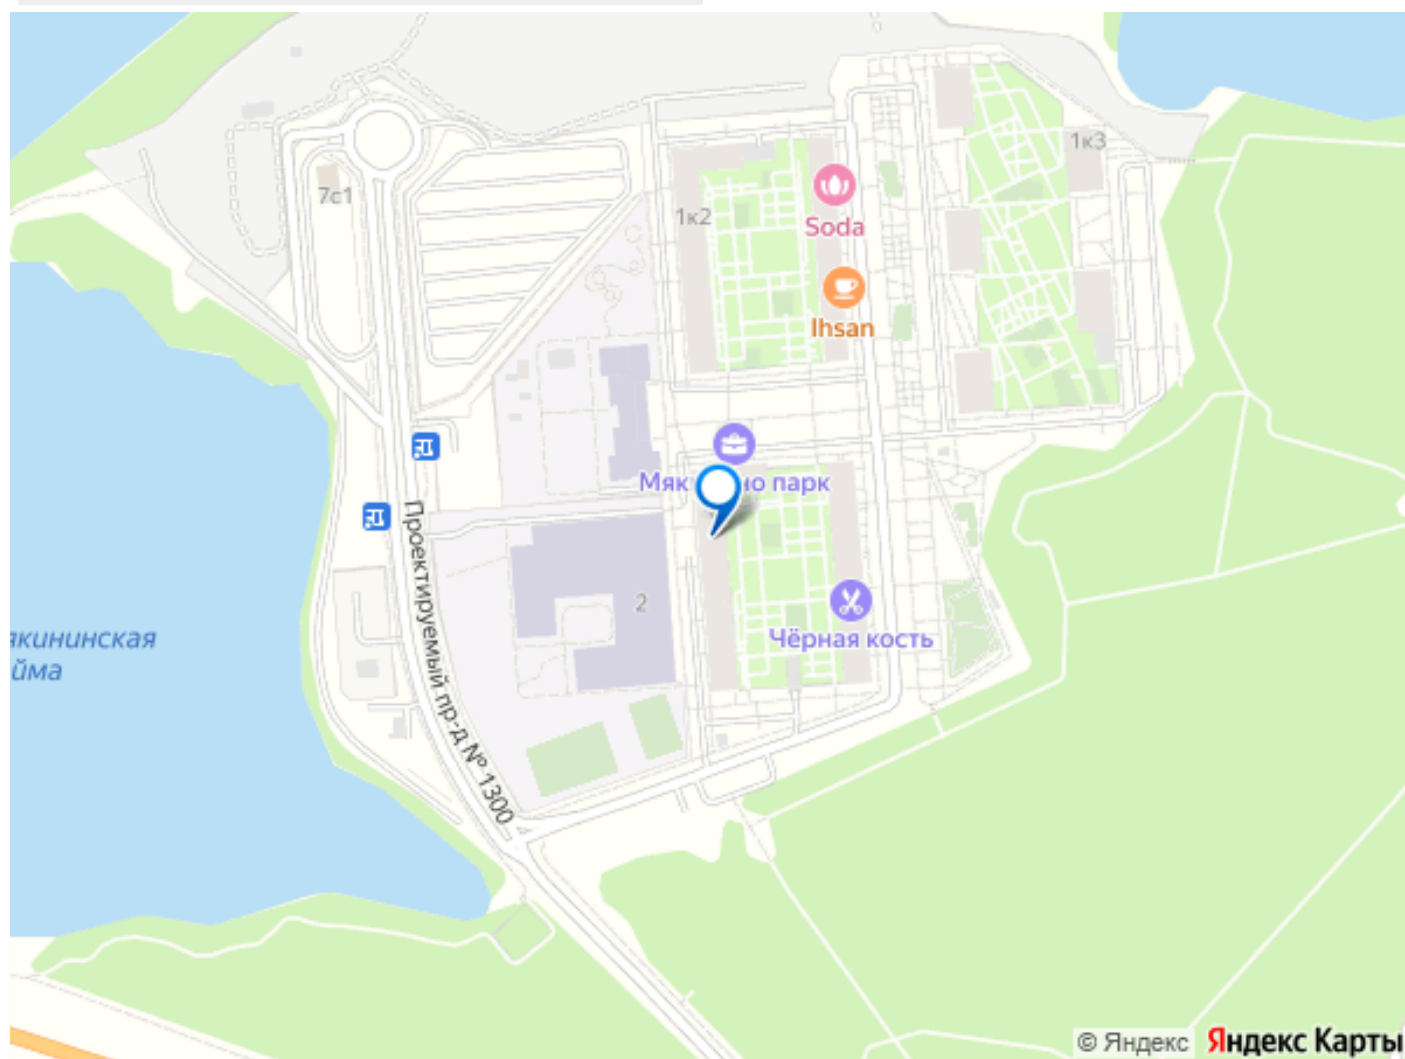 1к3
7с1
1к2
Soda
Ihsan
Мяк
но парк
Проектируемый пр-д № 1300
2
Чёрная кость
якининская
йма
© Яндекс
Яндекс Карты